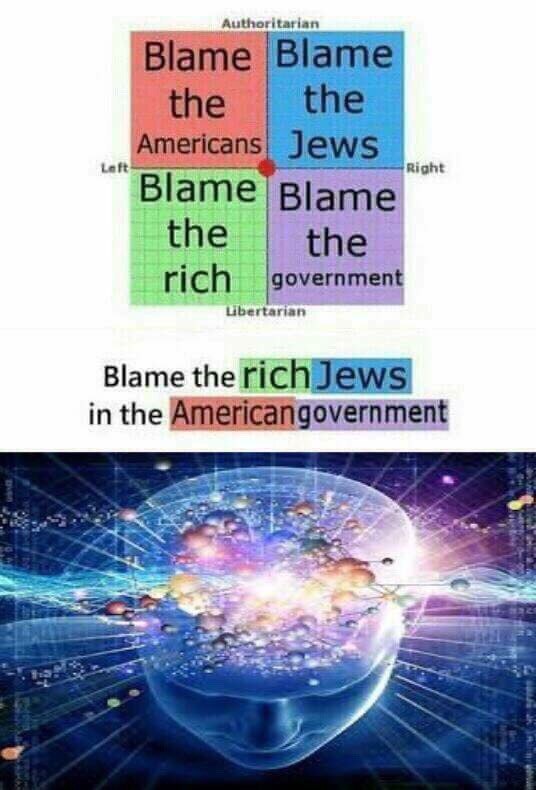 Authoritarian
Blame the Americans
Blame the Jews
Left
Right
Blame the rich
Blame the government
Libertarian
Blame the rich Jews
in the American government